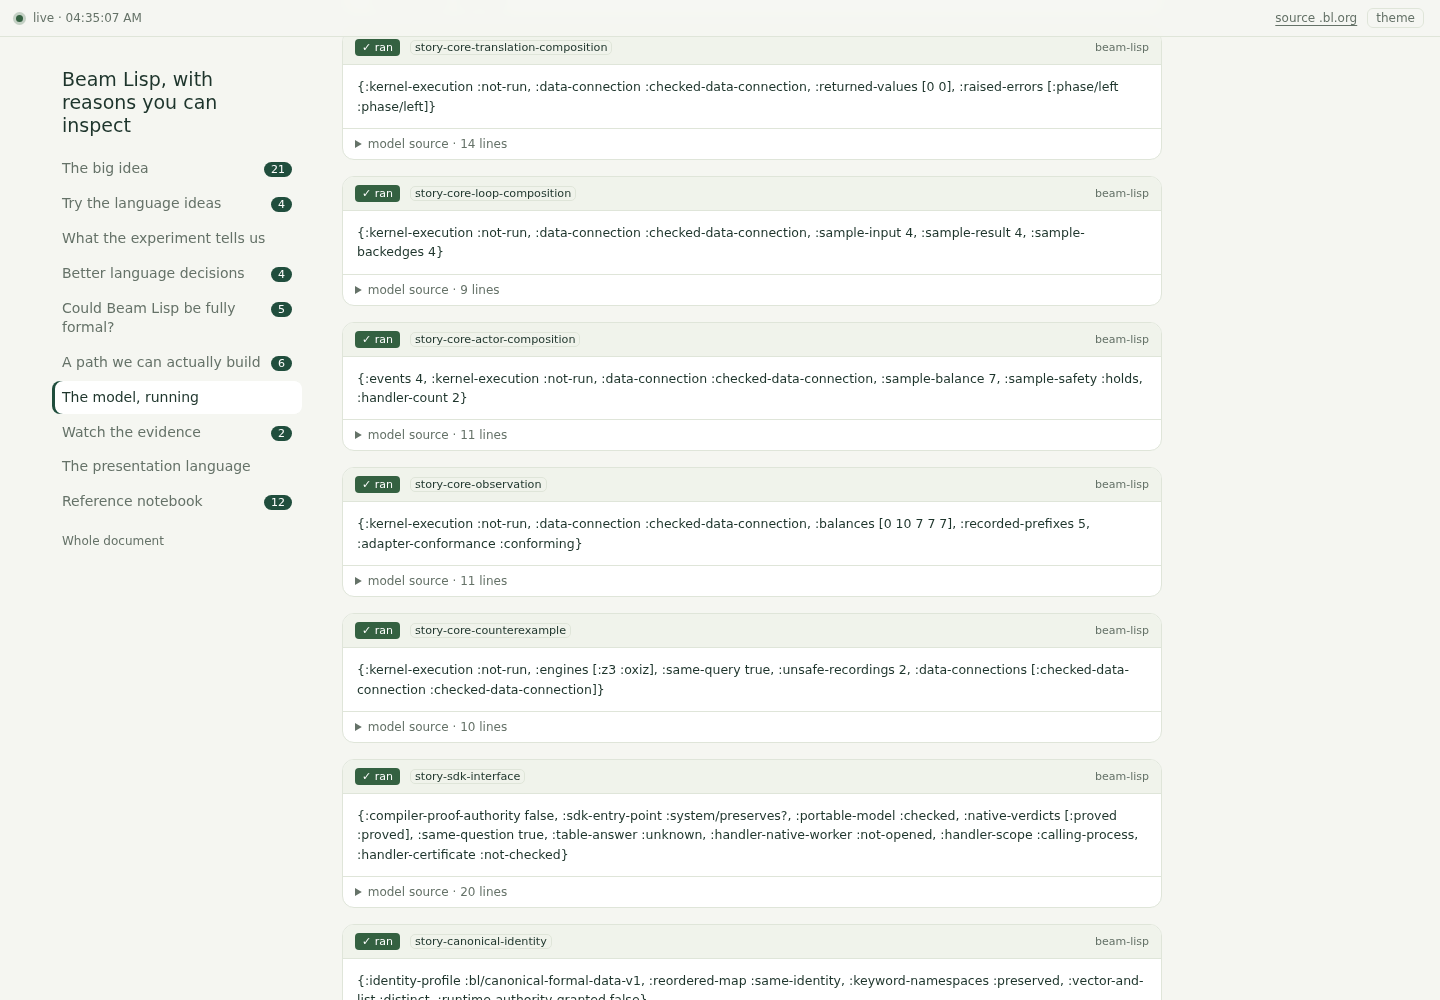 live · 04:35:07 AM
source .bl.org
theme
Beam Lisp, with
reasons you can
inspect
The big idea 21
Try the language ideas 4
What the experiment tells us
Better language decisions 4
Could Beam Lisp be fully
formal? 5
A path we can actually build 6
The model, running
Watch the evidence 2
The presentation language
Reference notebook 12
Whole document
✓ ran story-core-translation-composition beam-lisp
{:kernel-execution :not-run, :data-connection :checked-data-connection, :returned-values [0 0], :raised-errors [:phase/left
:phase/left]}
▶ model source · 14 lines
✓ ran story-core-loop-composition beam-lisp
{:kernel-execution :not-run, :data-connection :checked-data-connection, :sample-input 4, :sample-result 4, :sample-
backedges 4}
▶ model source · 9 lines
✓ ran story-core-actor-composition beam-lisp
{:events 4, :kernel-execution :not-run, :data-connection :checked-data-connection, :sample-balance 7, :sample-safety :holds,
:handler-count 2}
▶ model source · 11 lines
✓ ran story-core-observation beam-lisp
{:kernel-execution :not-run, :data-connection :checked-data-connection, :balances [0 10 7 7 7], :recorded-prefixes 5,
:adapter-conformance :conforming}
▶ model source · 11 lines
✓ ran story-core-counterexample beam-lisp
{:kernel-execution :not-run, :engines [:z3 :oxiz], :same-query true, :unsafe-recordings 2, :data-connections [:checked-data-
connection :checked-data-connection]}
▶ model source · 10 lines
✓ ran story-sdk-interface beam-lisp
{:compiler-proof-authority false, :sdk-entry-point :system/preserves?, :portable-model :checked, :native-verdicts [:proved
:proved], :same-question true, :table-answer :unknown, :handler-native-worker :not-opened, :handler-scope :calling-process,
:handler-certificate :not-checked}
▶ model source · 20 lines
✓ ran story-canonical-identity beam-lisp
{:identity-profile :bl/canonical-formal-data-v1, :reordered-map :same-identity, :keyword-namespaces :preserved, :vector-and-
list :distinct, :runtime-authority-granted false}